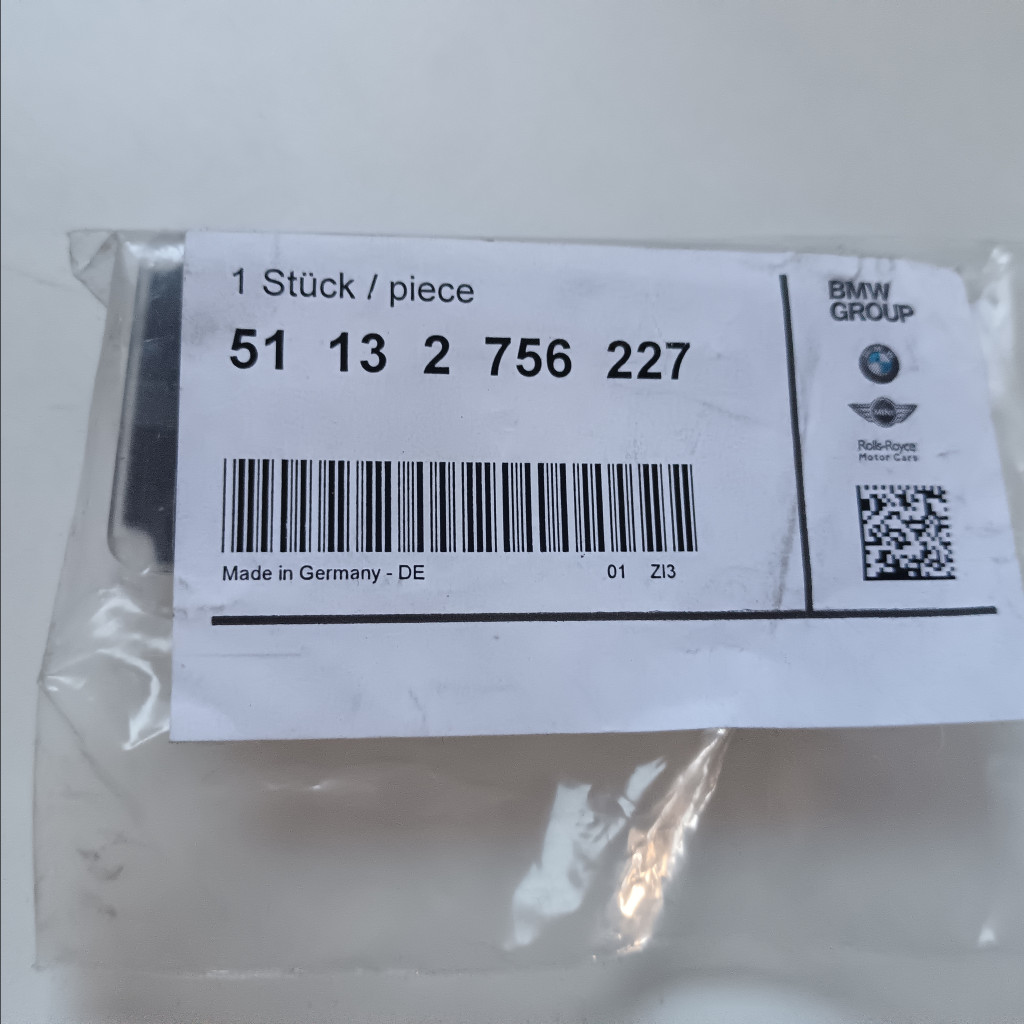 1 Stück / piece
51 13 2 756 227
Made in Germany - DE
01 ZI3
BMW
GROUP
MINI
Rolls-Royce
Motor Cars